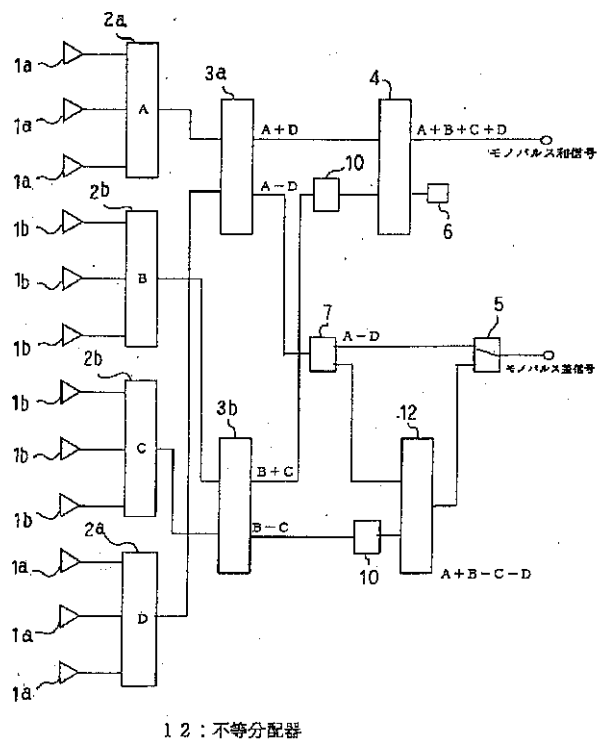 2a
1a
A
3a
4
1a
A+D
A+B+C+D
モノパルス和信号
1a
A-D
10
2b
6
1b
B
1b
7
5
1b
A-D
モノパルス差信号
2b
1b
3b
12
C
1b
B+C
1b
B-C
2a
10
1a
A+B-C-D
D
1a
1a
12:不等分配器